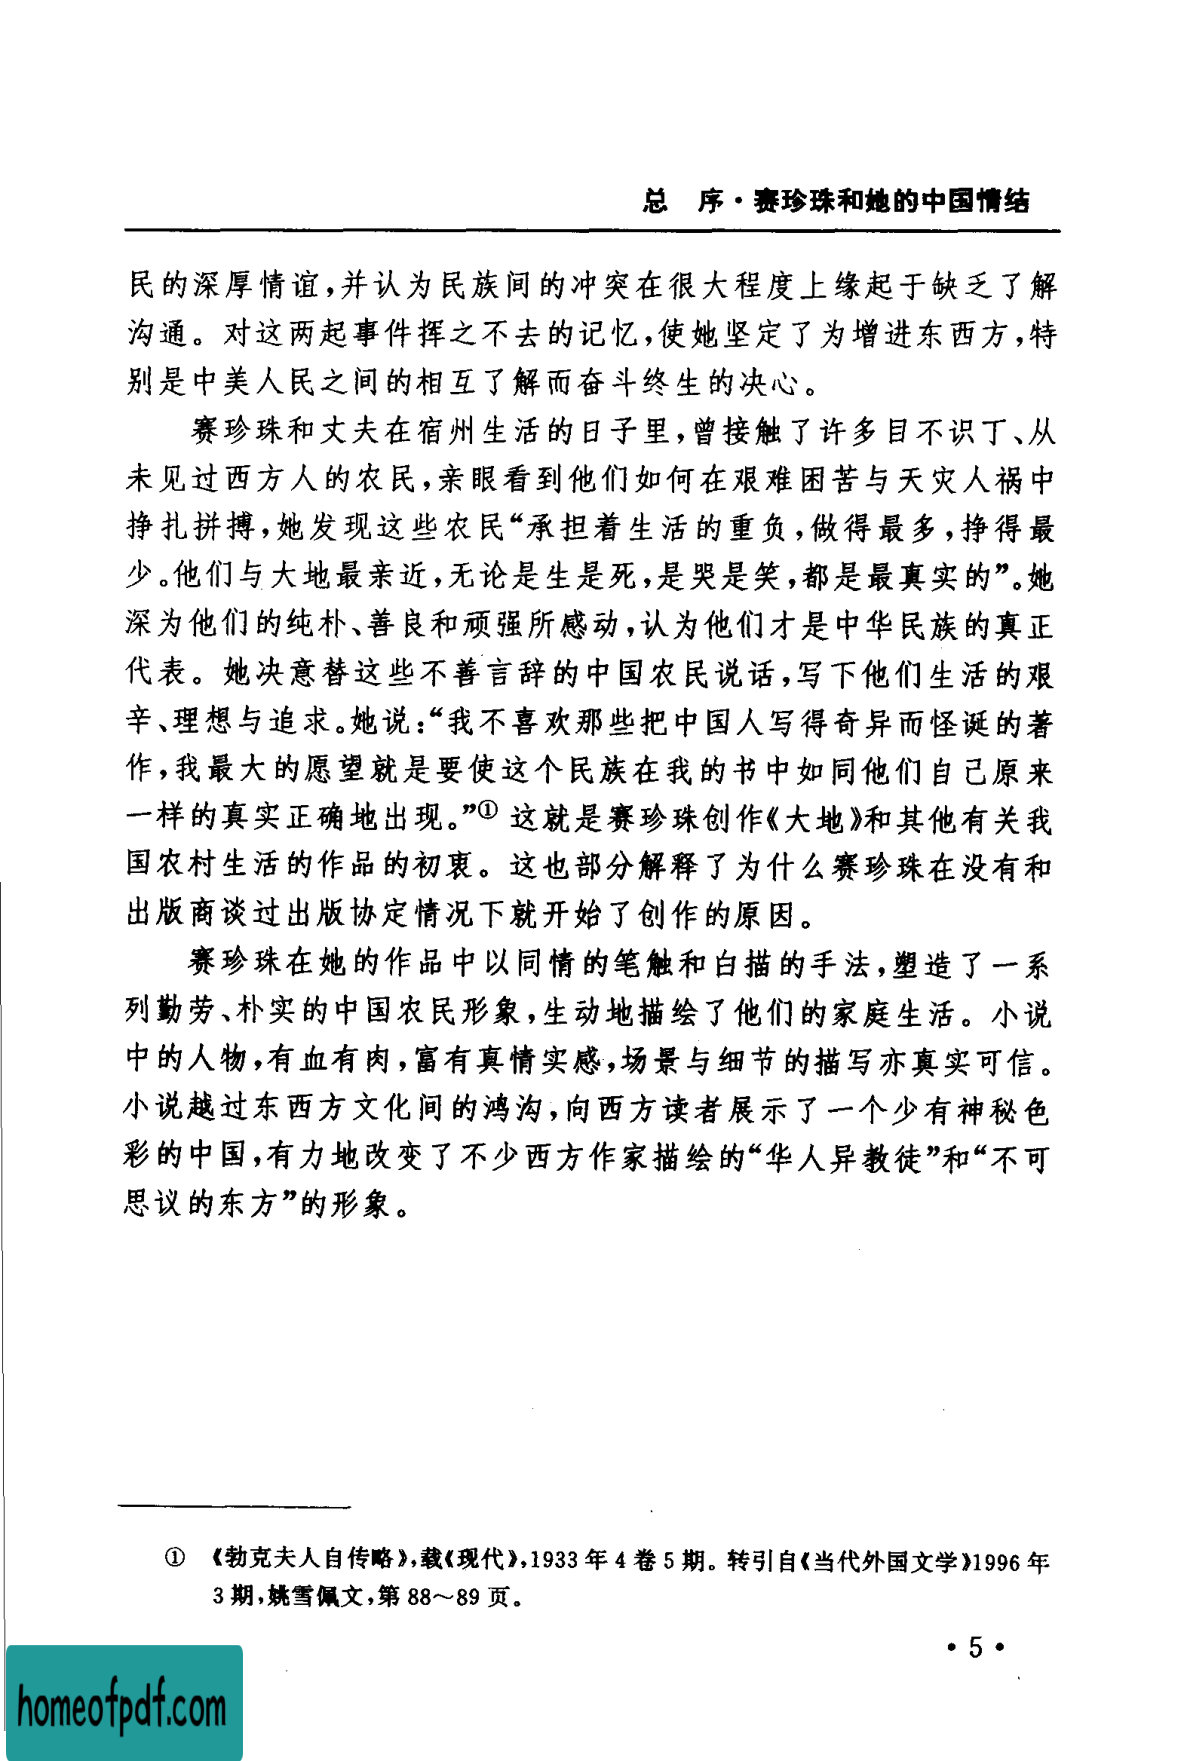 总　序·赛珍珠和她的中国情结
民的深厚情谊,并认为民族间的冲突在很大程度上缘起于缺乏了解
沟通。对这两起事件挥之不去的记忆,使她坚定了为增进东西方,特
别是中美人民之间的相互了解而奋斗终生的决心。
赛珍珠和丈夫在宿州生活的日子里,曾接触了许多目不识丁、从
未见过西方人的农民,亲眼看到他们如何在艰难困苦与天灾人祸中
挣扎拼搏,她发现这些农民“承担着生活的重负,做得最多,挣得最
少。他们与大地最亲近,无论是生是死,是哭是笑,都是最真实的”。她
深为他们的纯朴、善良和顽强所感动,认为他们才是中华民族的真正
代表。她决意替这些不善言辞的中国农民说话,写下他们生活的艰
辛、理想与追求。她说:“我不喜欢那些把中国人写得奇异而怪诞的著
作,我最大的愿望就是要使这个民族在我的书中如同他们自己原来
一样的真实正确地出现。”① 这就是赛珍珠创作《大地》和其他有关我
国农村生活的作品的初衷。这也部分解释了为什么赛珍珠在没有和
出版商谈过出版协定情况下就开始了创作的原因。
赛珍珠在她的作品中以同情的笔触和白描的手法,塑造了一系
列勤劳、朴实的中国农民形象,生动地描绘了他们的家庭生活。小说
中的人物,有血有肉,富有真情实感,场景与细节的描写亦真实可信。
小说越过东西方文化间的鸿沟,向西方读者展示了一个少有神秘色
彩的中国,有力地改变了不少西方作家描绘的“华人异教徒”和“不可
思议的东方”的形象。
① 《勃克夫人自传略》,载《现代》,1933 年 4 卷 5 期。转引自《当代外国文学》1996 年
3 期,姚雪佩文,第 88～89 页。
·5·
homeofpdf.com